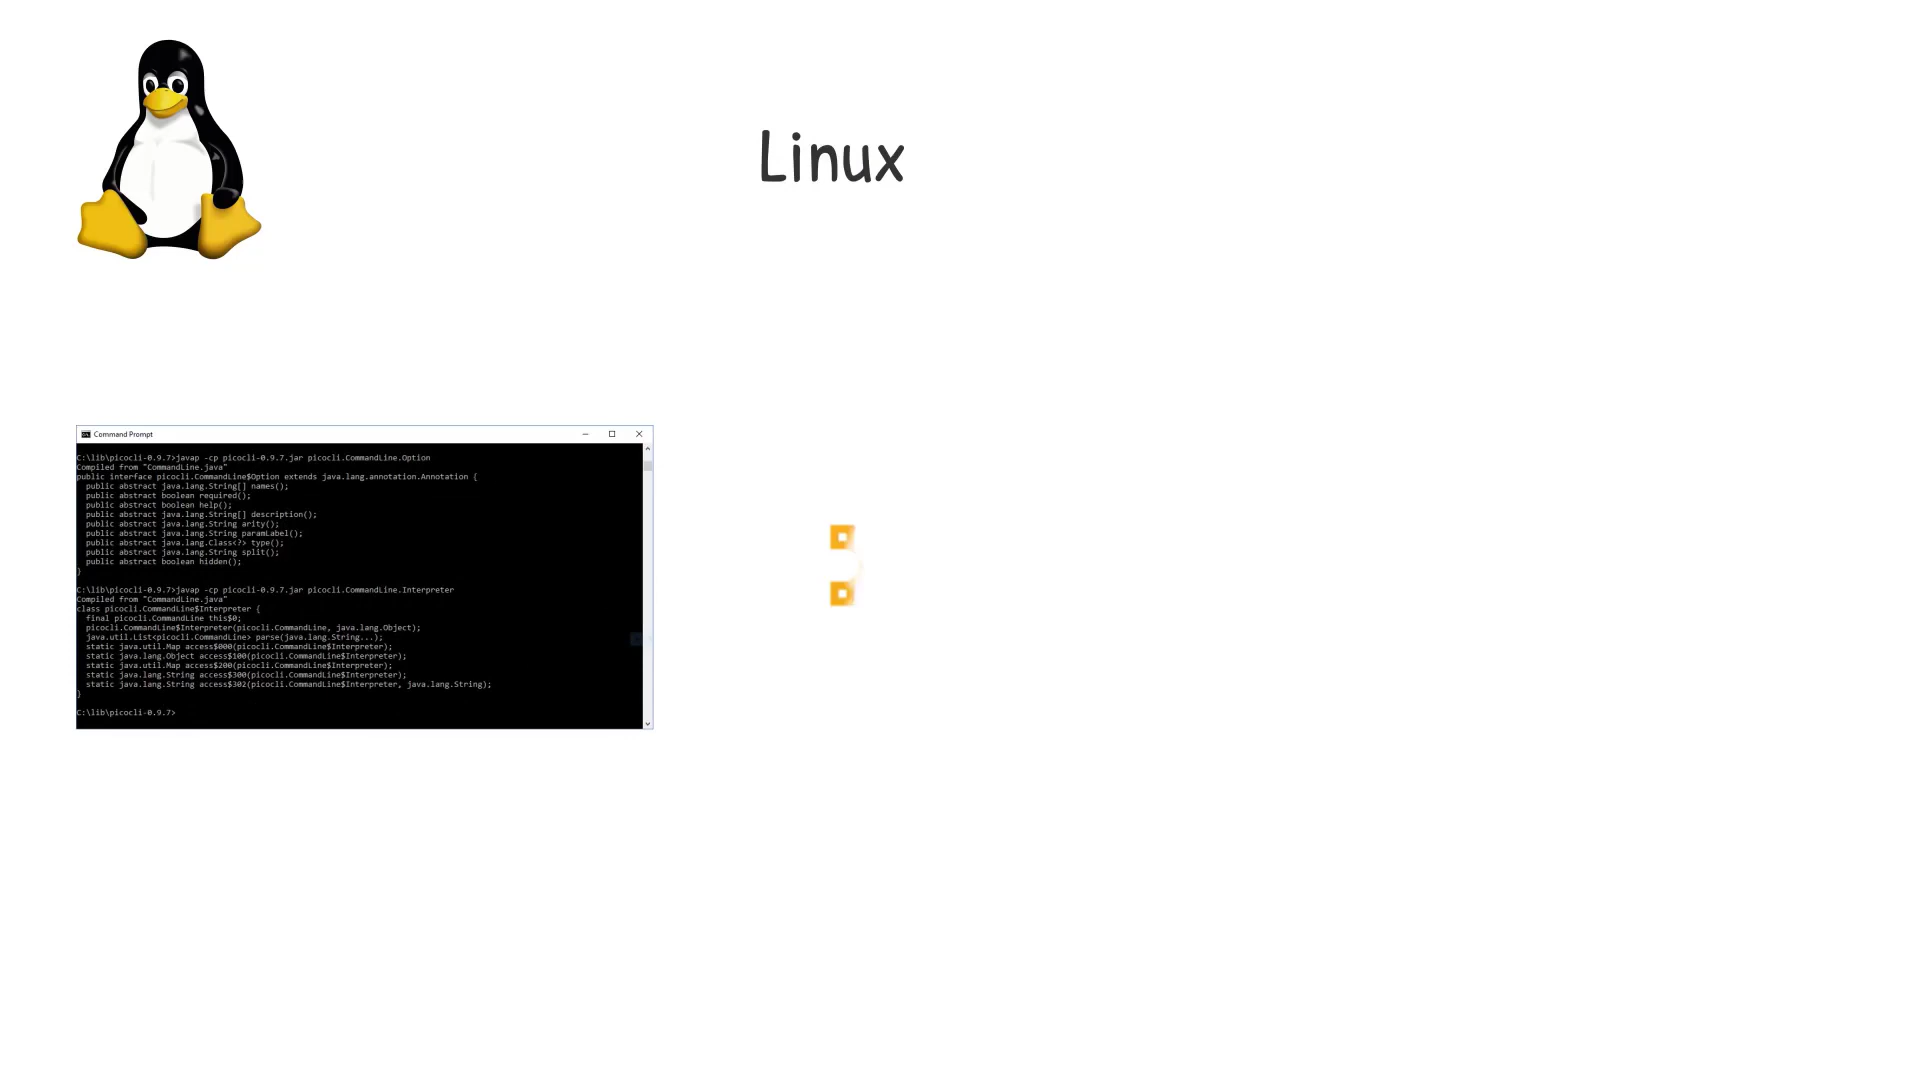 Linux
Command Prompt
C:\lib\picocli-0.9.7>javap -cp picocli-0.9.7.jar picocli.CommandLine.Option
Compiled from "CommandLine.java"
public interface picocli.CommandLine$Option extends java.lang.annotation.Annotation {
  public abstract java.lang.String[] names();
  public abstract boolean required();
  public abstract boolean help();
  public abstract java.lang.String[] description();
  public abstract java.lang.String arity();
  public abstract java.lang.String paramLabel();
  public abstract java.lang.Class<?> type();
  public abstract java.lang.String split();
  public abstract boolean hidden();
}
C:\lib\picocli-0.9.7>javap -cp picocli-0.9.7.jar picocli.CommandLine.Interpreter
Compiled from "CommandLine.java"
class picocli.CommandLine$Interpreter {
  final picocli.CommandLine this$0;
  picocli.CommandLine$Interpreter(picocli.CommandLine, java.lang.Object);
  java.util.List<picocli.CommandLine> parse(java.lang.String...);
  static java.util.Map access$000(picocli.CommandLine$Interpreter);
  static java.lang.Object access$100(picocli.CommandLine$Interpreter);
  static java.util.Map access$200(picocli.CommandLine$Interpreter);
  static java.lang.String access$300(picocli.CommandLine$Interpreter);
  static java.lang.String access$302(picocli.CommandLine$Interpreter, java.lang.String);
}
C:\lib\picocli-0.9.7>